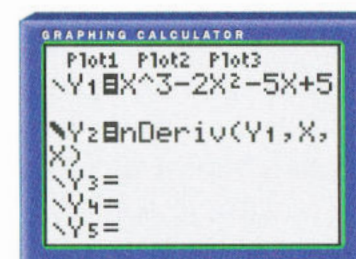 GRAPHING CALCULATOR
Plot1 Plot2 Plot3
\Y₁=X^3-2X²-5X+5
\Y₂=nDeriv(Y₁,X,
X)
\Y₃=
\Y₄=
\Y₅=